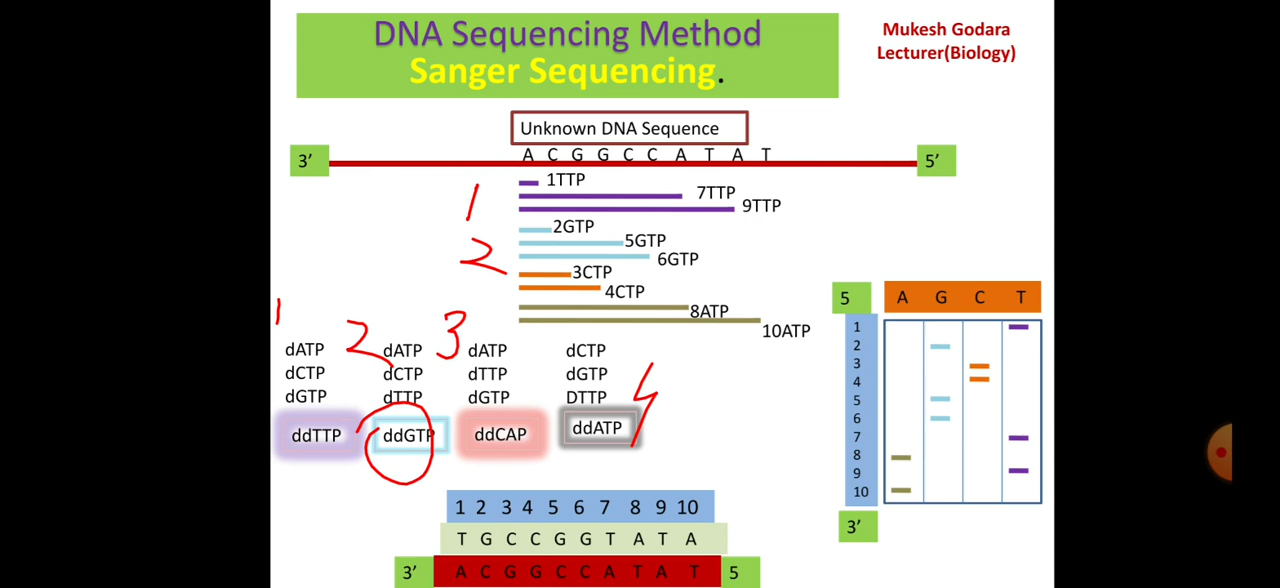 DNA Sequencing Method
Sanger Sequencing.
Mukesh Godara
Lecturer(Biology)
Unknown DNA Sequence
A C G G C C A T A T
3’ 5’
1TTP
7TTP
9TTP
1
2GTP
5GTP
6GTP
2
3CTP
4CTP
8ATP
10ATP
1 2 3 4
dATP dATP dATP dCTP
dCTP dCTP dTTP dGTP
dGTP dTTP dGTP DTTP
ddTTP ddGTP ddCAP ddATP
5 A G C T
1
2
3
4
5
6
7
8
9
10
3’
1 2 3 4 5 6 7 8 9 10
T G C C G G T A T A
3’ A C G G C C A T A T 5